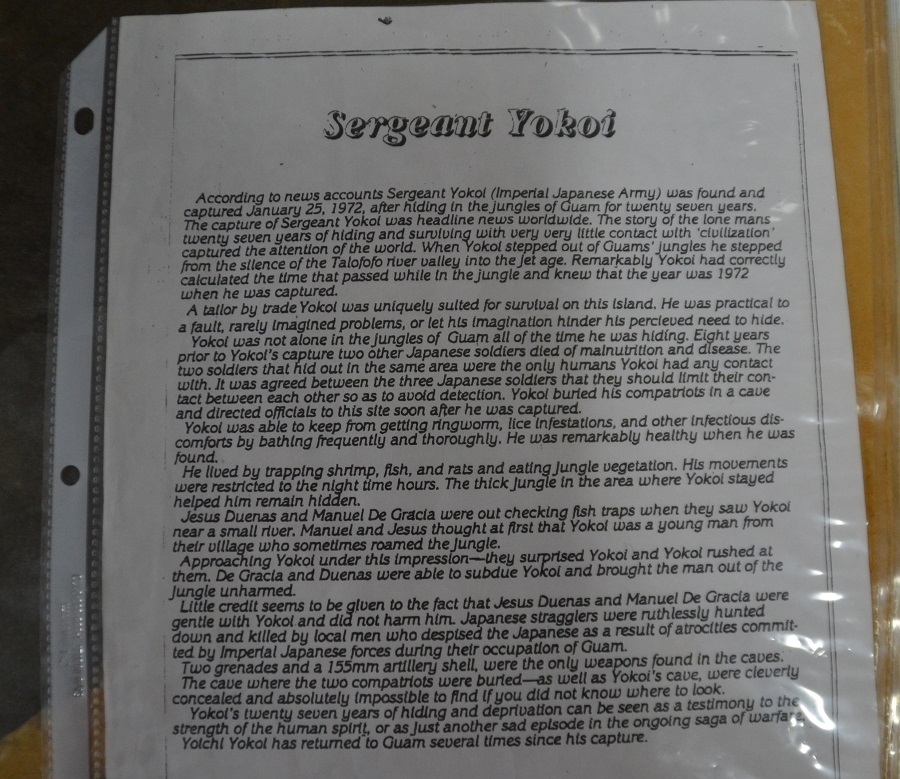 Sergeant Yokoi
According to news accounts Sergeant Yokoi (Imperial Japanese Army) was found and
captured January 25, 1972, after hiding in the jungles of Guam for twenty seven years.
The capture of Sergeant Yokoi was headline news worldwide. The story of the lone mans
twenty seven years of hiding and surviving with very very little contact with 'civilization'
captured the attention of the world. When Yokoi stepped out of Guams' jungles he stepped
from the silence of the Talofofo river valley into the jet age. Remarkably Yokoi had correctly
calculated the time that passed while in the jungle and knew that the year was 1972
when he was captured.
A tailor by trade Yokoi was uniquely suited for survival on this island. He was practical to
a fault, rarely imagined problems, or let his imagination hinder his percieved need to hide.
Yokoi was not alone in the jungles of Guam all of the time he was hiding. Eight years
prior to Yokoi's capture two other Japanese soldiers died of malnutrition and disease. The
two soldiers that hid out in the same area were the only humans Yokoi had any contact
with. It was agreed between the three Japanese soldiers that they should limit their con-
tact between each other so as to avoid detection. Yokoi buried his compatriots in a cave
and directed officials to this site soon after he was captured.
Yokoi was able to keep from getting ringworm, lice infestations, and other infectious dis-
comforts by bathing frequently and thoroughly. He was remarkably healthy when he was
found.
He lived by trapping shrimp, fish, and rats and eating jungle vegetation. His movements
were restricted to the night time hours. The thick jungle in the area where Yokoi stayed
helped him remain hidden.
Jesus Duenas and Manuel De Gracia were out checking fish traps when they saw Yokoi
near a small river. Manuel and Jesus thought at first that Yokoi was a young man from
their village who sometimes roamed the jungle.
Approaching Yokoi under this impression—they surprised Yokoi and Yokoi rushed at
them. De Gracia and Duenas were able to subdue Yokoi and brought the man out of the
jungle unharmed.
Little credit seems to be given to the fact that Jesus Duenas and Manuel De Gracia were
gentle with Yokoi and did not harm him. Japanese stragglers were ruthlessly hunted
down and killed by local men who despised the Japanese as a result of atrocities commit-
ted by Imperial Japanese forces during their occupation of Guam.
Two grenades and a 155mm artillery shell, were the only weapons found in the caves.
The cave where the two compatriots were buried—as well as Yokoi's cave, were cleverly
concealed and absolutely impossible to find if you did not know where to look.
Yokoi's twenty seven years of hiding and deprivation can be seen as a testimony to the
strength of the human spirit, or as just another sad episode in the ongoing saga of warfare.
Yoichi Yokoi has returned to Guam several times since his capture.